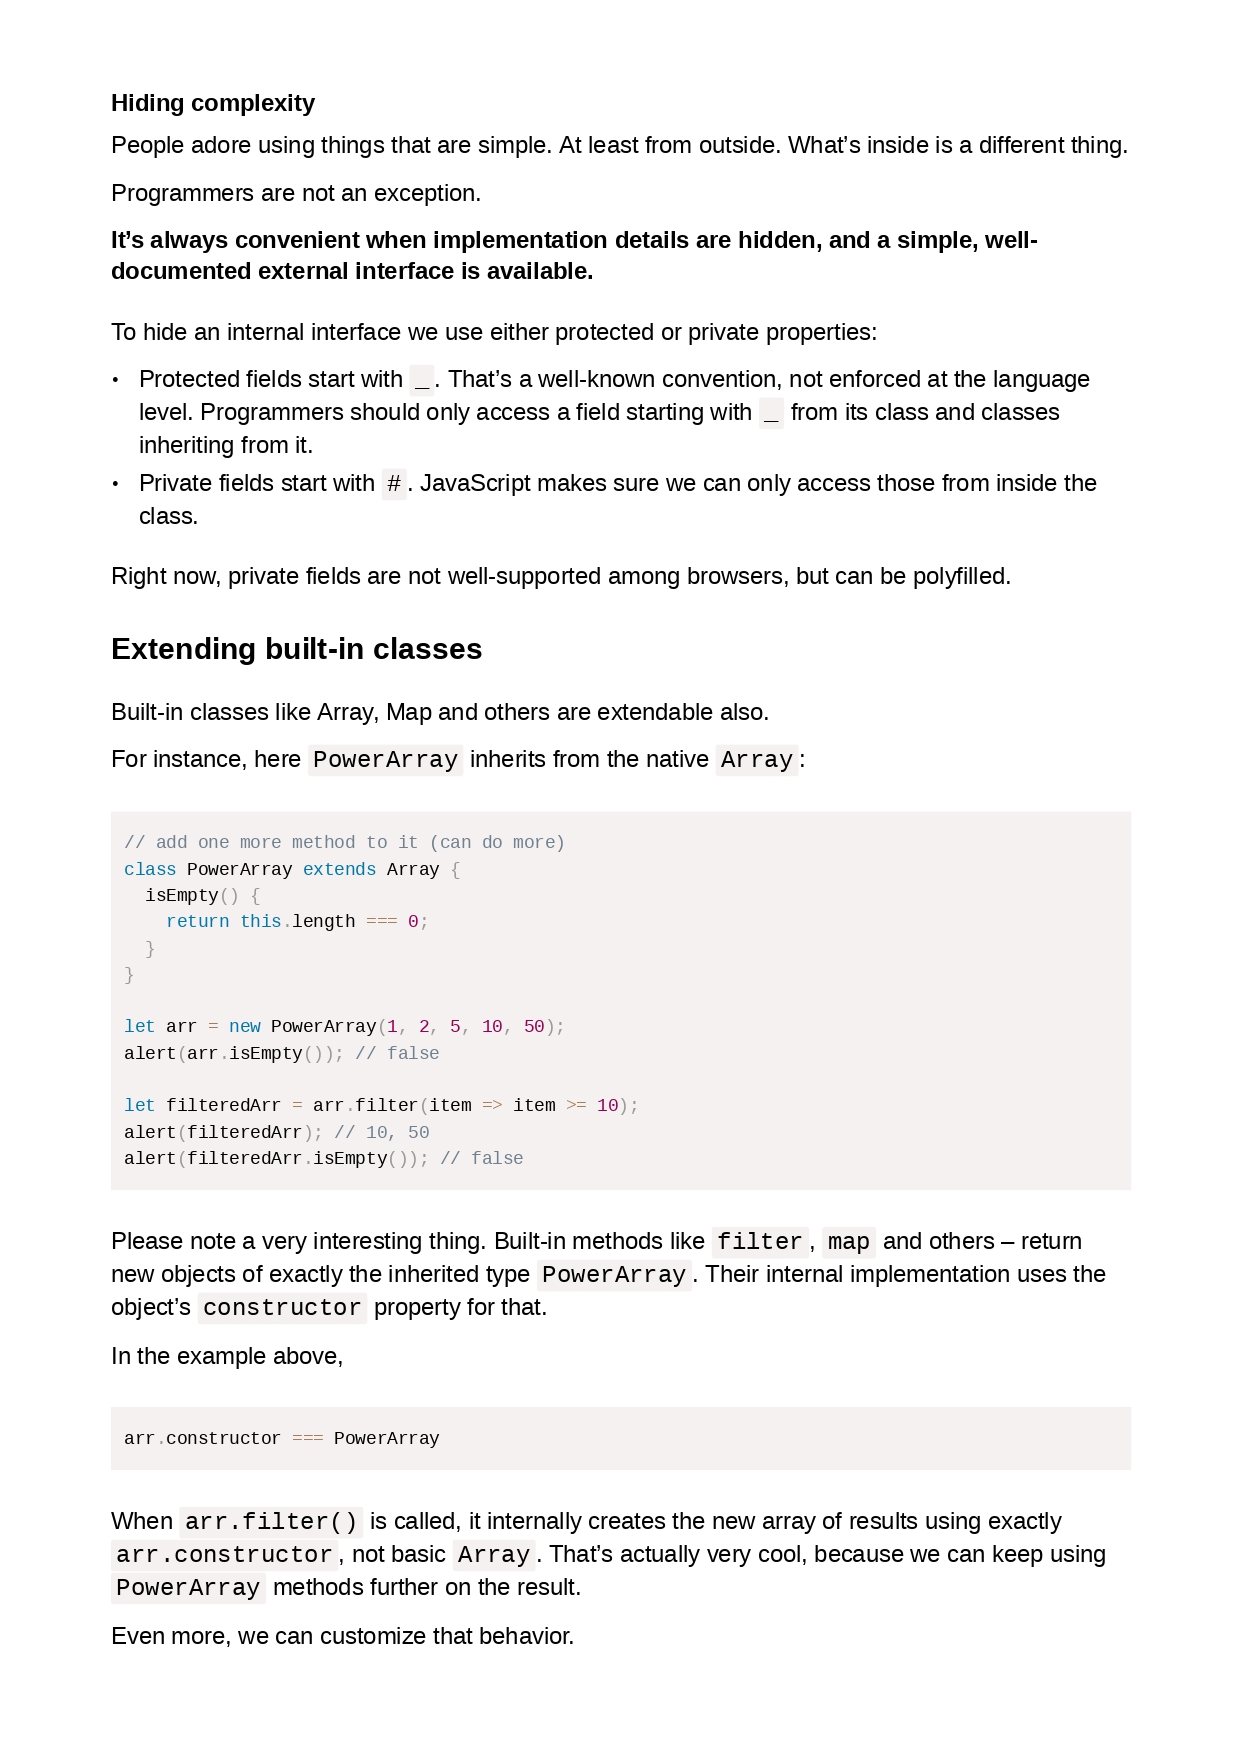 Hiding complexity
People adore using things that are simple. At least from outside. What’s inside is a different thing.
Programmers are not an exception.
It’s always convenient when implementation details are hidden, and a simple, well-
documented external interface is available.
To hide an internal interface we use either protected or private properties:
• Protected fields start with _. That’s a well-known convention, not enforced at the language
level. Programmers should only access a field starting with _ from its class and classes
inheriting from it.
• Private fields start with #. JavaScript makes sure we can only access those from inside the
class.
Right now, private fields are not well-supported among browsers, but can be polyfilled.
Extending built-in classes
Built-in classes like Array, Map and others are extendable also.
For instance, here PowerArray inherits from the native Array:
// add one more method to it (can do more)
class PowerArray extends Array {
  isEmpty() {
    return this.length === 0;
  }
}
let arr = new PowerArray(1, 2, 5, 10, 50);
alert(arr.isEmpty()); // false
let filteredArr = arr.filter(item => item >= 10);
alert(filteredArr); // 10, 50
alert(filteredArr.isEmpty()); // false
Please note a very interesting thing. Built-in methods like filter, map and others – return
new objects of exactly the inherited type PowerArray. Their internal implementation uses the
object’s constructor property for that.
In the example above,
arr.constructor === PowerArray
When arr.filter() is called, it internally creates the new array of results using exactly
arr.constructor, not basic Array. That’s actually very cool, because we can keep using
PowerArray methods further on the result.
Even more, we can customize that behavior.